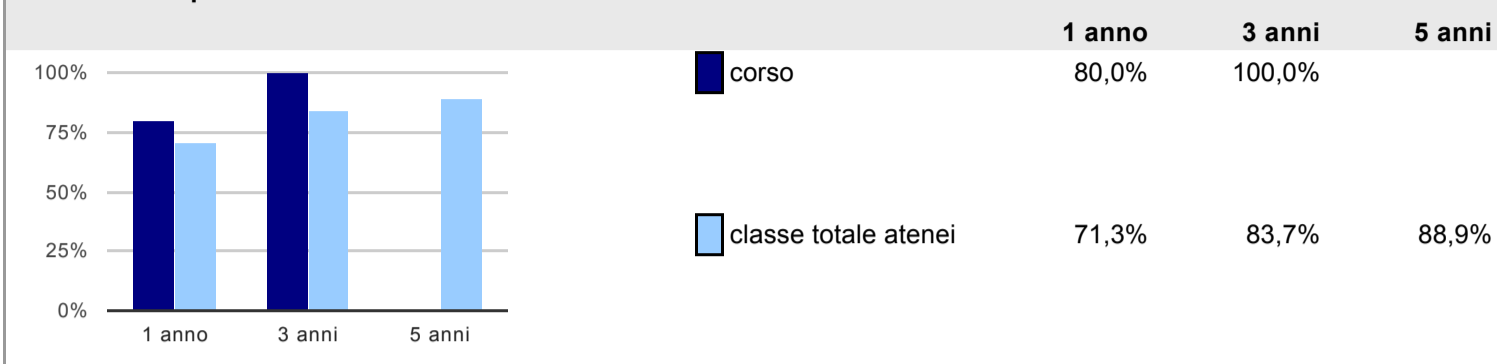 1 anno 3 anni 5 anni
100%
75%
50%
25%
0%
1 anno 3 anni 5 anni
corso 80,0% 100,0%
classe totale atenei 71,3% 83,7% 88,9%